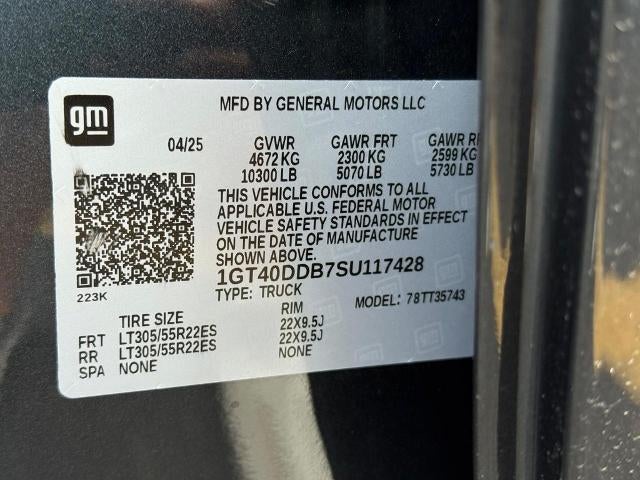 gm
MFD BY GENERAL MOTORS LLC
04/25 GVWR GAWR FRT GAWR R
4672 KG 2300 KG 2599 KG
10300 LB 5070 LB 5730 LB
THIS VEHICLE CONFORMS TO ALL
APPLICABLE U.S. FEDERAL MOTOR
VEHICLE SAFETY STANDARDS IN EFFECT
ON THE DATE OF MANUFACTURE
SHOWN ABOVE.
1GT40DDB7SU117428
223K
TYPE: TRUCK MODEL: 78TT35743
TIRE SIZE RIM
FRT LT305/55R22ES 22X9.5J
RR LT305/55R22ES 22X9.5J
SPA NONE NONE